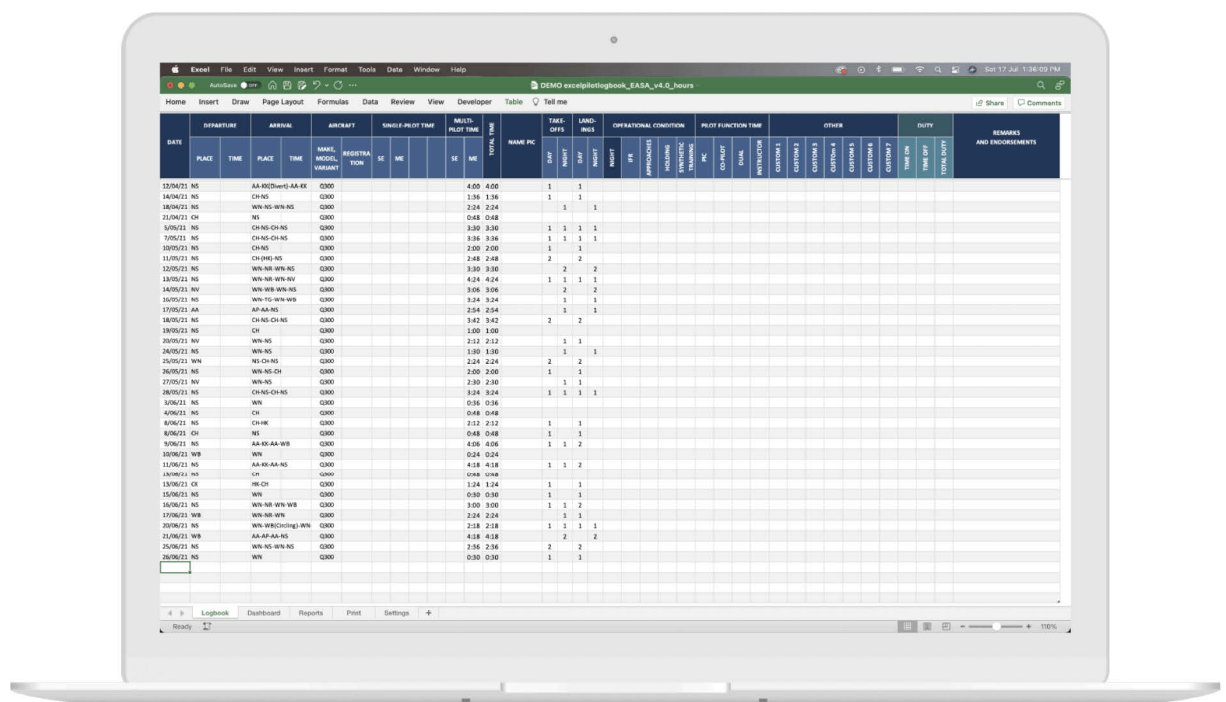 Excel File Edit View Insert Format Tools Data Window Help Sat 17 Jul 1:36:09 PM
AutoSave OFF DEMO excelpilotlogbook_EASA_v4.0_hours
Home Insert Draw Page Layout Formulas Data Review View Developer Table Tell me Share Comments
DATE DEPARTURE ARRIVAL AIRCRAFT SINGLE-PILOT TIME MULTI-PILOT TIME TOTAL TIME NAME PIC TAKE-OFFS LAND-INGS OPERATIONAL CONDITION PILOT FUNCTION TIME OTHER DUTY REMARKS AND ENDORSEMENTS
PLACE TIME PLACE TIME MAKE, MODEL, VARIANT REGISTRATION SE ME SE ME DAY NIGHT DAY NIGHT NIGHT IFR APPROACHES HOLDING SYNTHETIC TRAINING PIC CO-PILOT DUAL INSTRUCTOR CUSTOM 1 CUSTOM 2 CUSTOM 3 CUSTOm 4 CUSTOM 5 CUSTOM 6 CUSTOM 7 TIME ON TIME OFF TOTAL DUTY
12/04/21 NS AA-KK(Divert)-AA-KK Q300 4:00 4:00 1 1
14/04/21 NS CH-NS Q300 1:36 1:36 1 1
18/04/21 NS WN-NS-WN-NS Q300 2:24 2:24 1 1
21/04/21 CH NS Q300 0:48 0:48
5/05/21 NS CH-NS-CH-NS Q300 3:30 3:30 1 1 1 1
7/05/21 NS CH-NS-CH-NS Q300 3:36 3:36 1 1 1 1
10/05/21 NS CH-NS Q300 2:00 2:00 1 1
11/05/21 NS CH-(HK)-NS Q300 2:48 2:48 2 2
12/05/21 NS WN-NR-WN-NS Q300 3:30 3:30 2 2
13/05/21 NS WN-NR-WN-NV Q300 4:24 4:24 1 1 1 1
14/05/21 NV WN-WB-WN-NS Q300 3:06 3:06 2 2
16/05/21 NS WN-TG-WN-WB Q300 3:24 3:24 1 1
17/05/21 AA AP-AA-NS Q300 2:54 2:54 1 1
18/05/21 NS CH-NS-CH-NS Q300 3:42 3:42 2 2
19/05/21 NS CH Q300 1:00 1:00
20/05/21 NV WN-NS Q300 2:12 2:12 1 1
24/05/21 NS WN-NS Q300 1:30 1:30 1 1
25/05/21 WN NS-CH-NS Q300 2:24 2:24 2 2
26/05/21 NS WN-NS-CH Q300 2:00 2:00 1 1
27/05/21 NV WN-NS Q300 2:30 2:30 1 1
28/05/21 NS CH-NS-CH-NS Q300 3:24 3:24 1 1 1 1
3/06/21 NS WN Q300 0:36 0:36
4/06/21 NS CH Q300 0:48 0:48
8/06/21 NS CH-HK Q300 2:12 2:12 1 1
8/06/21 CH NS Q300 0:48 0:48 1 1
9/06/21 NS AA-KK-AA-WB Q300 4:06 4:06 1 1 2
10/06/21 WB WN Q300 0:24 0:24
11/06/21 NS AA-KK-AA-NS Q300 4:18 4:18 1 1 2
NS CH Q300 0:48 0:48
13/06/21 CK HK-CH Q300 1:24 1:24 1 1
15/06/21 NS WN Q300 0:30 0:30 1 1
16/06/21 NS WN-NR-WN-WB Q300 3:00 3:00 1 1 2
17/06/21 WB WN-NR-WN Q300 2:24 2:24 1 1
20/06/21 NS WN-WB(Circling)-WN Q300 2:18 2:18 1 1 1 1
21/06/21 WB AA-AP-AA-NS Q300 4:18 4:18 2 2
25/06/21 NS WN-NS-WN-NS Q300 2:36 2:36 2 2
26/06/21 NS WN Q300 0:30 0:30 1 1
Logbook Dashboard Reports Print Settings +
Ready 110%